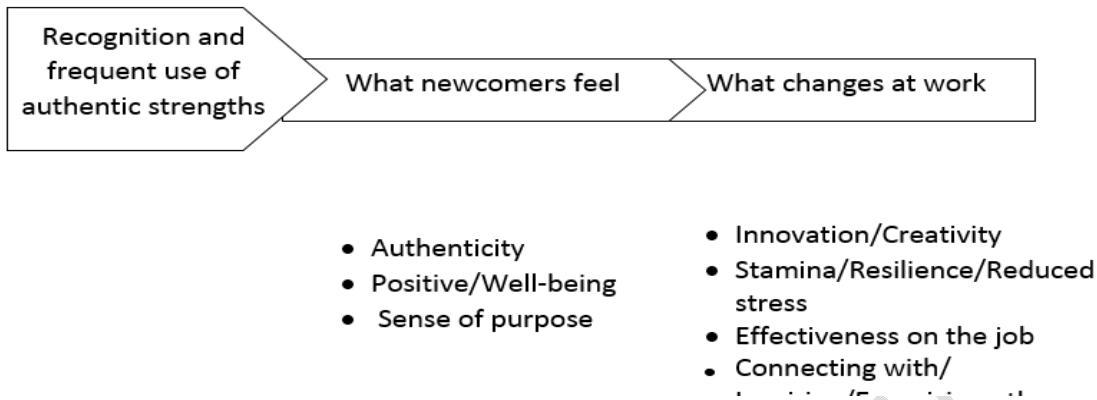 Recognition and
frequent use of
authentic strengths
What newcomers feel
What changes at work
• Authenticity
• Positive/Well-being
• Sense of purpose
• Innovation/Creativity
• Stamina/Resilience/Reduced
stress
• Effectiveness on the job
• Connecting with/